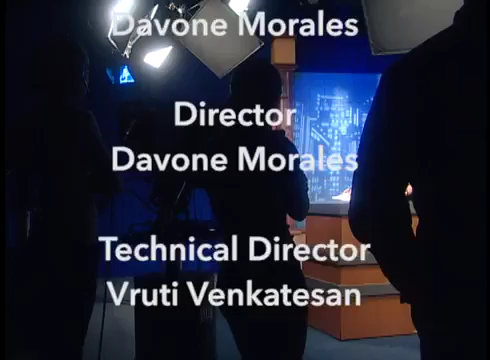 Davone Morales
Director
Davone Morales
Technical Director
Vruti Venkatesan